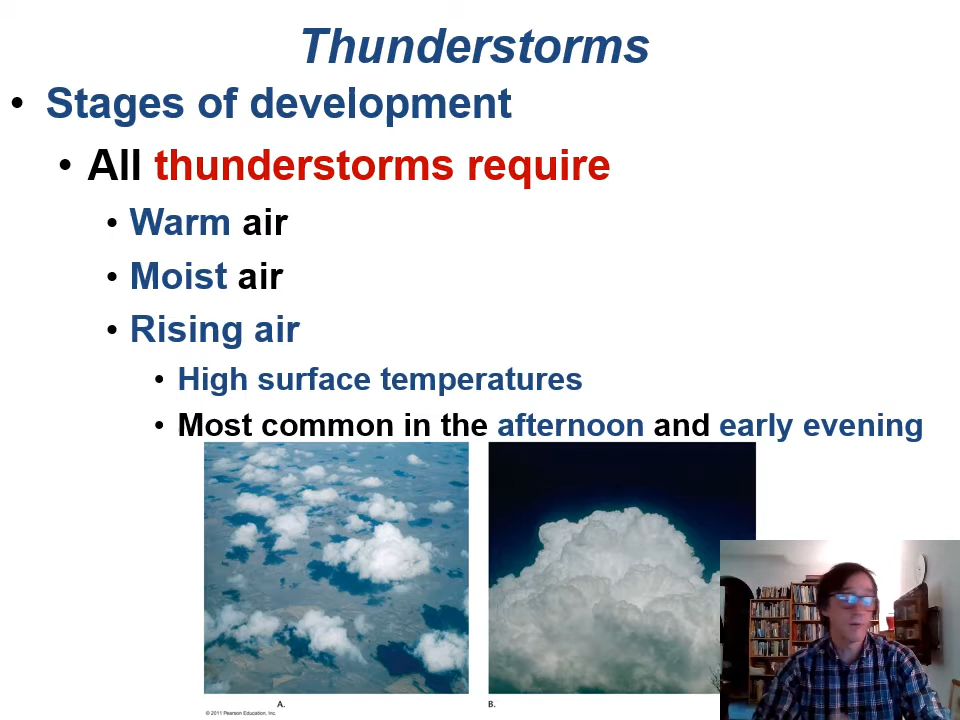 Thunderstorms
• Stages of development
• All thunderstorms require
• Warm air
• Moist air
• Rising air
• High surface temperatures
• Most common in the afternoon and early evening
A.
B.
© 2011 Pearson Education, Inc.